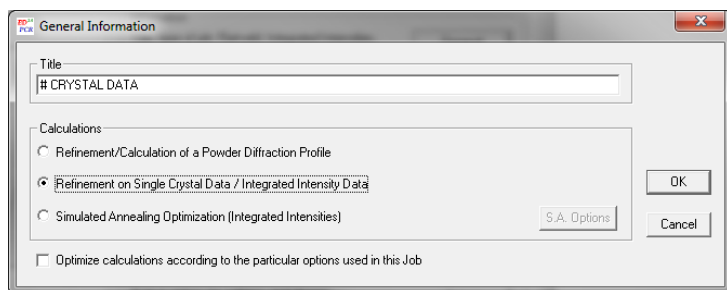 ED PCR General Information
Title
# CRYSTAL DATA
Calculations
Refinement/Calculation of a Powder Diffraction Profile
Refinement on Single Crystal Data / Integrated Intensity Data
OK
Simulated Annealing Optimization (Integrated Intensities)
S.A. Options
Cancel
Optimize calculations according to the particular options used in this Job